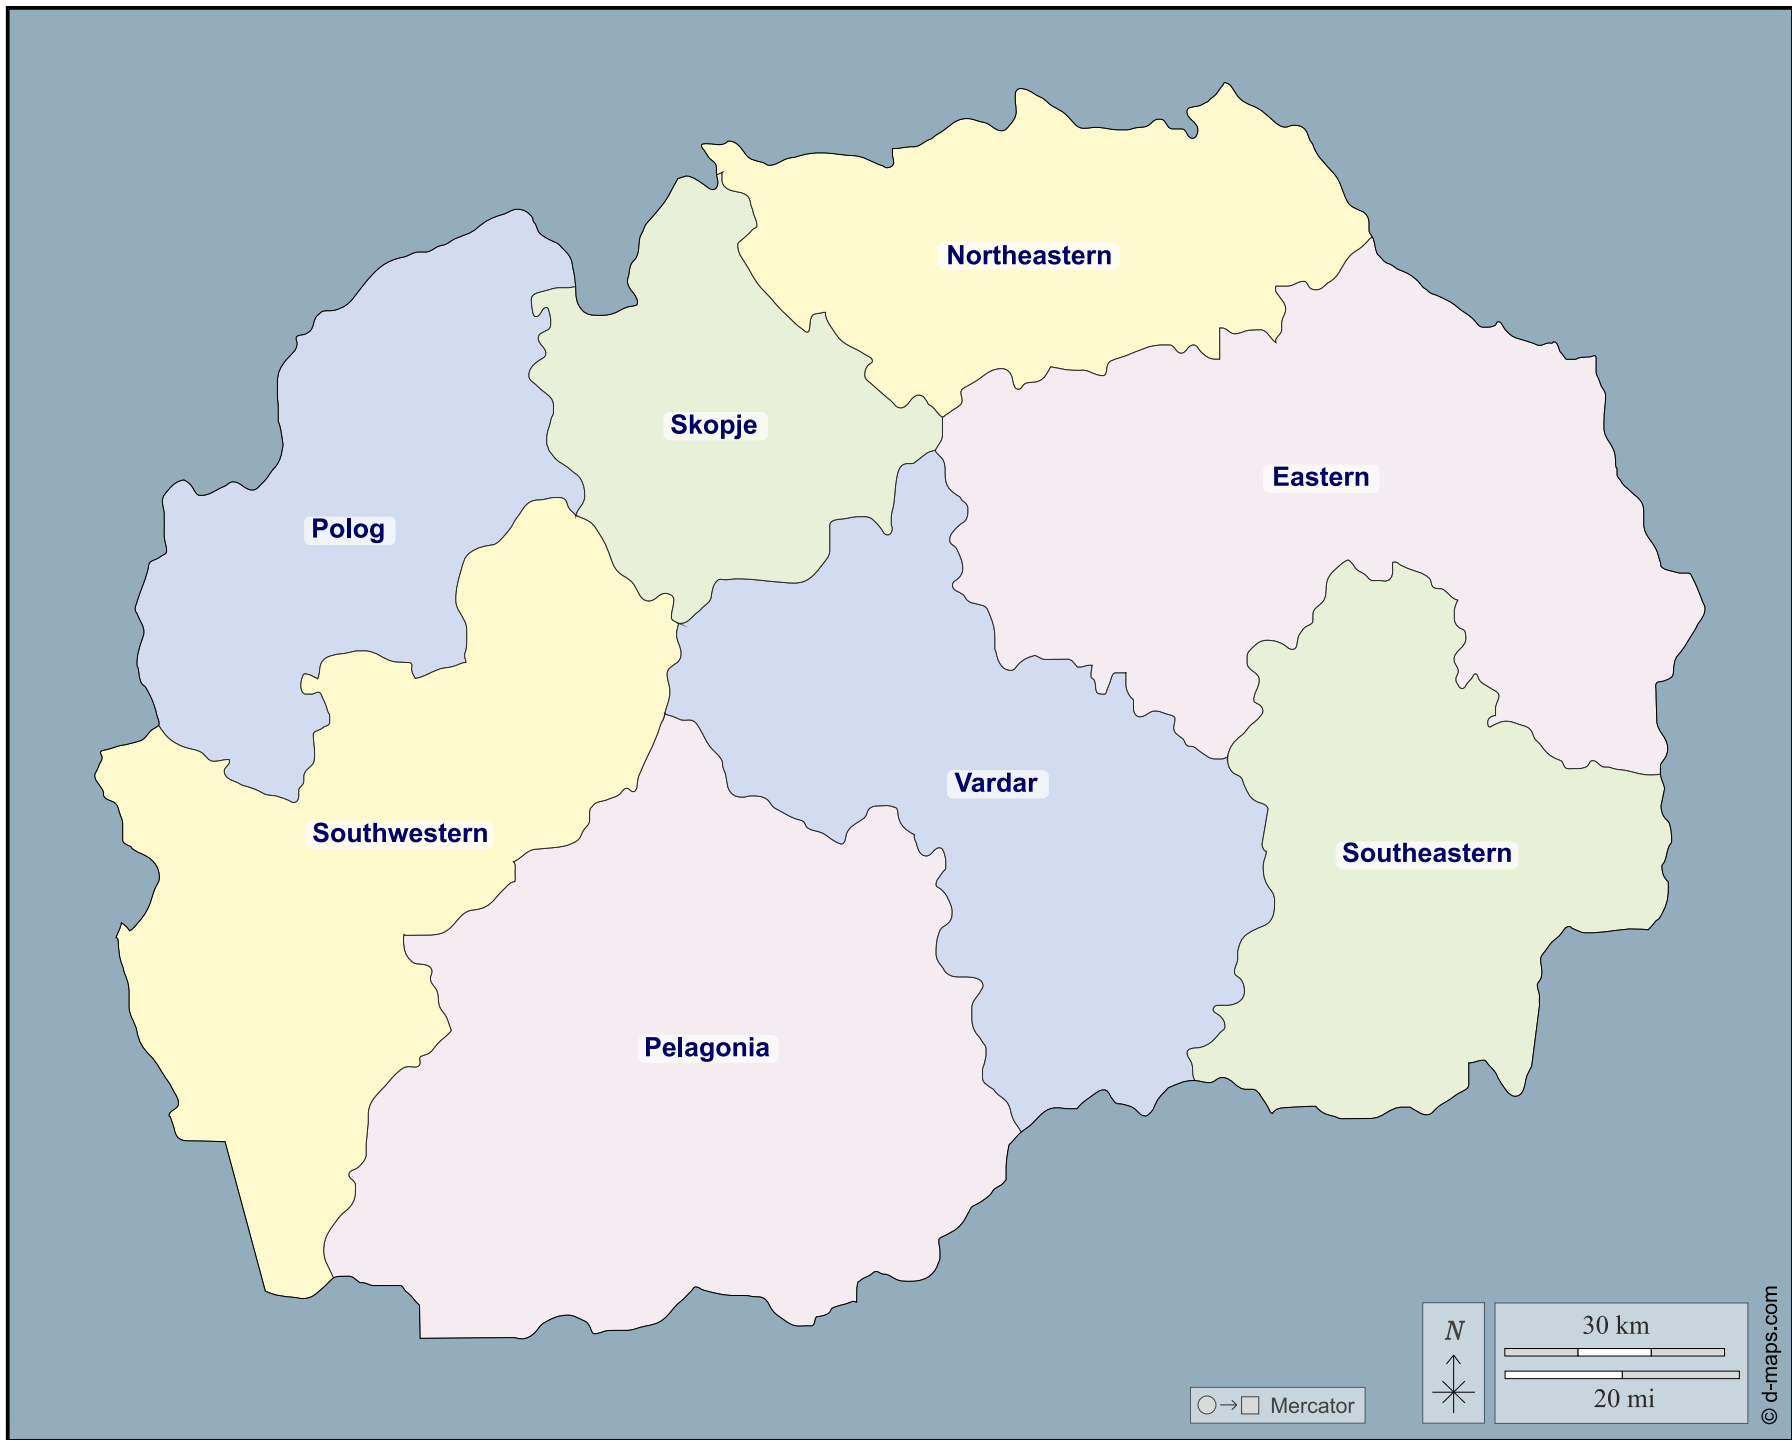 Northeastern
Skopje
Eastern
Polog
Vardar
Southwestern
Southeastern
Pelagonia
N
30 km
20 mi
Mercator
© d-maps.com